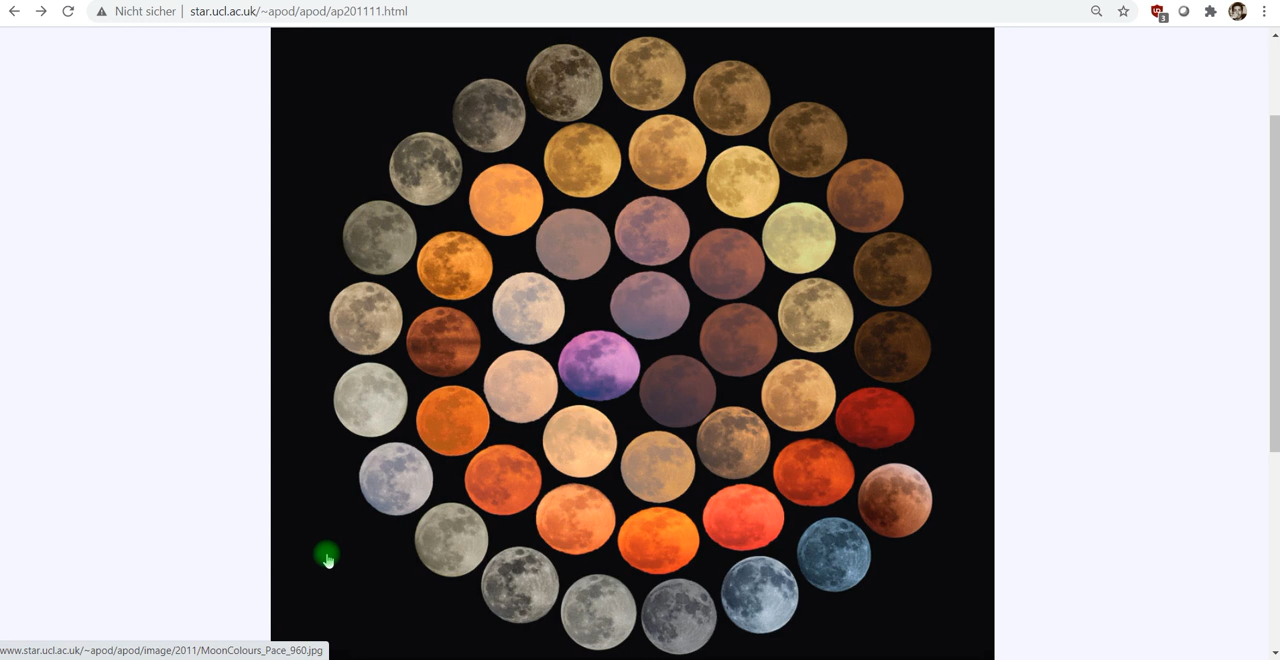 Nicht sicher | star.ucl.ac.uk/~apod/apod/ap201111.html
3
www.star.ucl.ac.uk/~apod/apod/image/2011/MoonColours_Pace_960.jpg